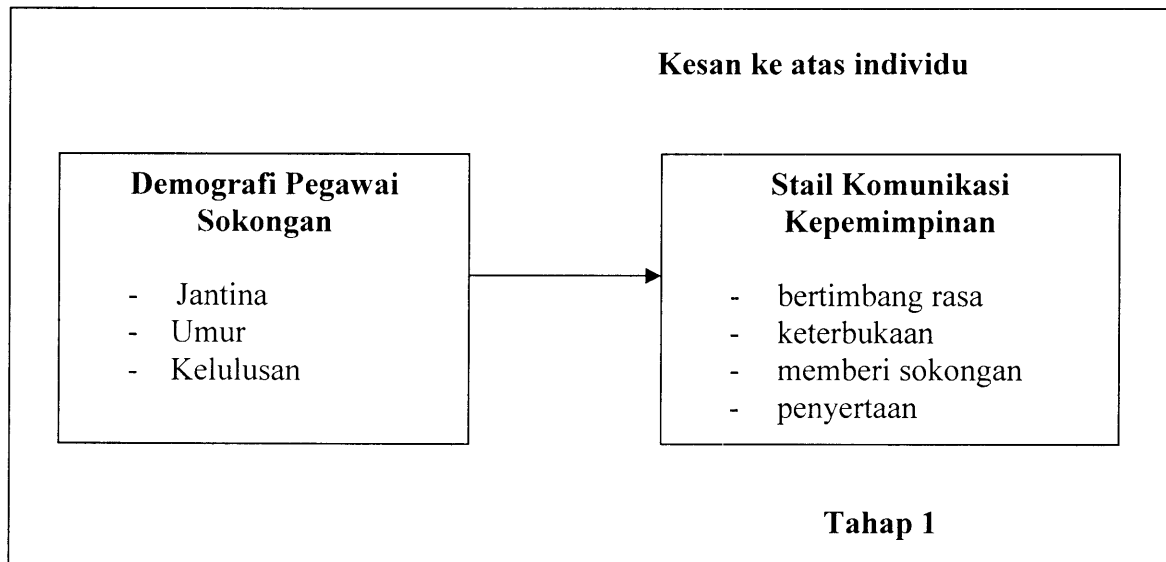 Kesan ke atas individu
Demografi Pegawai
Sokongan
- Jantina
- Umur
- Kelulusan
Stail Komunikasi
Kepemimpinan
- bertimbang rasa
- keterbukaan
- memberi sokongan
- penyertaan
Tahap 1